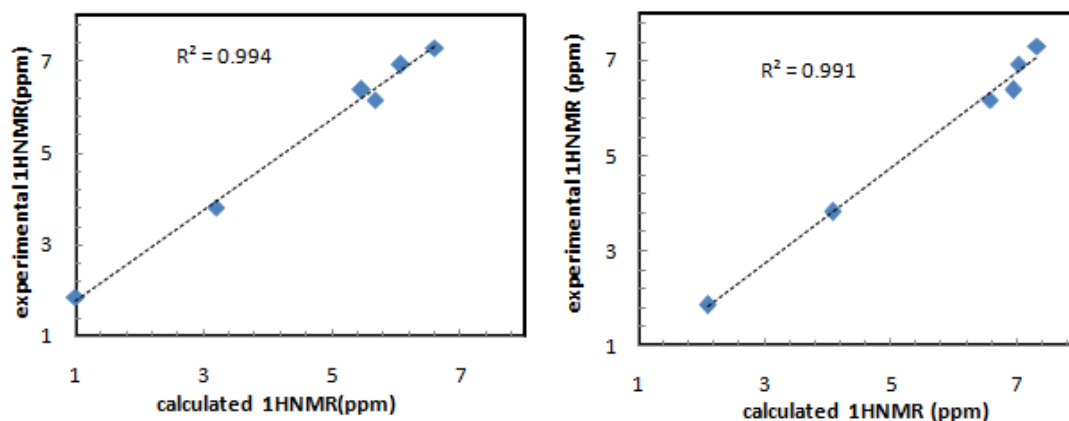 experimental 1HNMR(ppm)
R² = 0.994
7
5
3
1
1 3 5 7
calculated 1HNMR(ppm)
experimental 1HNMR (ppm)
R² = 0.991
7
5
3
1
1 3 5 7
calculated 1HNMR (ppm)